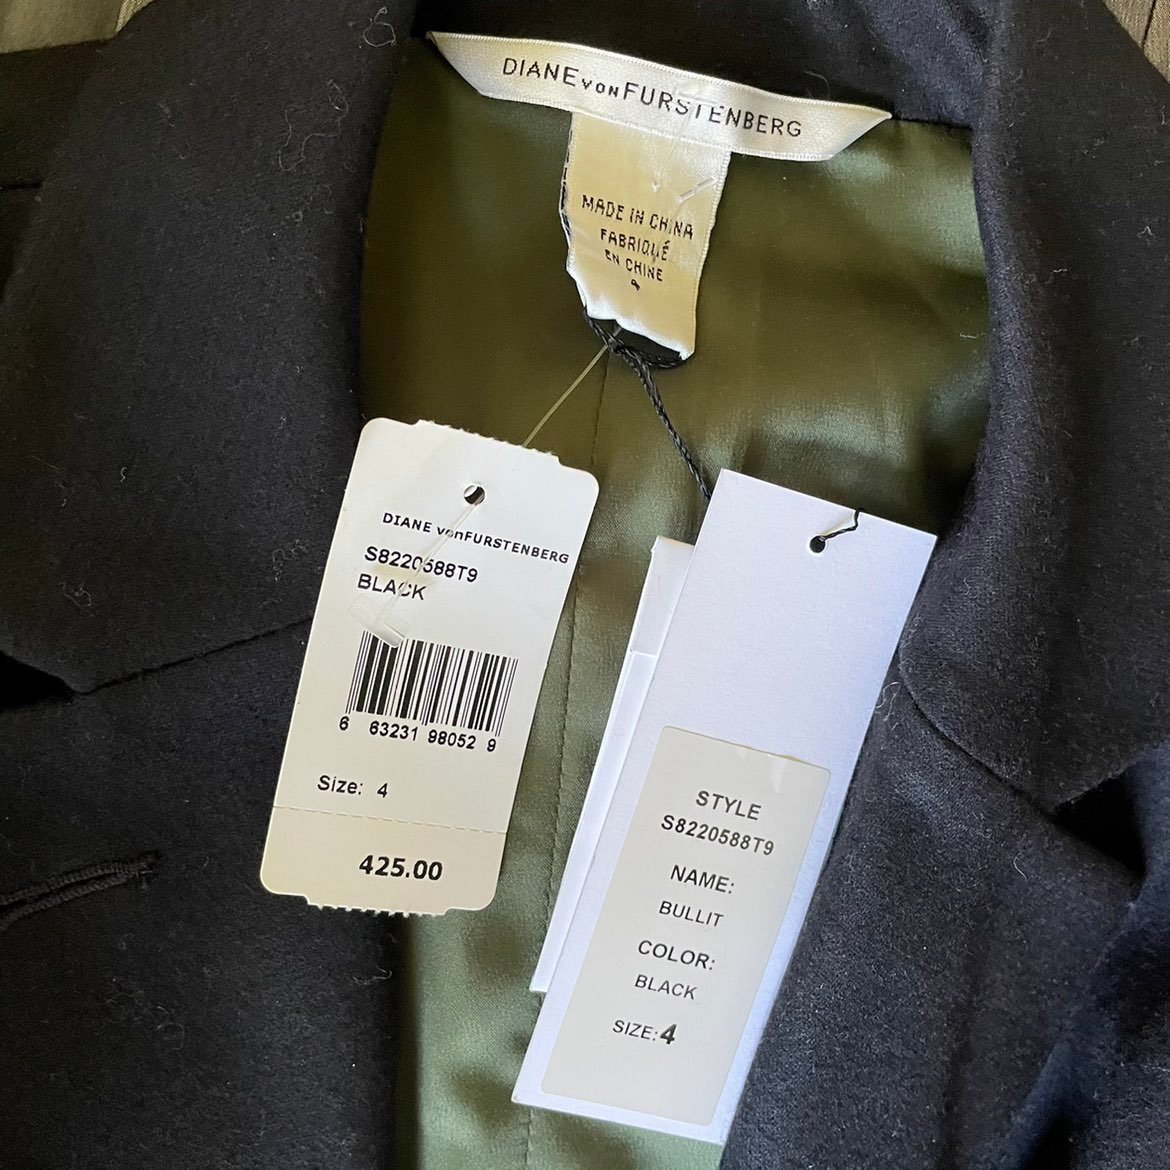 DIANE von FURSTENBERG
MADE IN CHINA
FABRIQUÉ
EN CHINE
4
DIANE vonFURSTENBERG
S8220588T9
BLACK
6 63231 98052 9
Size: 4
425.00
STYLE
S8220588T9
NAME:
BULLIT
COLOR:
BLACK
SIZE:4